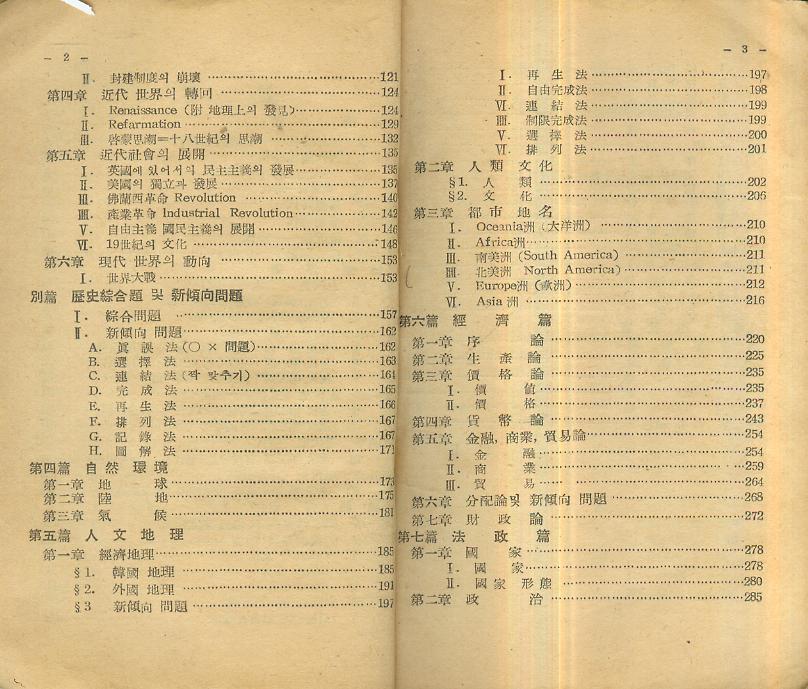 - 2 -
Ⅱ. 封建制度의 崩壞 121
第四章 近代 世界의 轉回 124
Ⅰ. Renaissance (附 地理上의 發見) 124
Ⅱ. Refarmation 129
Ⅲ. 啓蒙思潮=十八世紀의 思潮 132
第五章 近代社會의 展開 135
Ⅰ. 英國에 있어서의 民主主義의 發展 135
Ⅱ. 美國의 獨立과 發展 137
Ⅲ. 佛蘭西革命 Revolution 140
Ⅲ. 產業革命 Industrial Revolution 142
Ⅴ. 自由主義 國民主義의 展開 146
Ⅵ. 19世紀의 文化 148
第六章 現代 世界의 動向 153
Ⅰ. 世界大戰 153
別篇 歷史綜合題 및 新傾向問題
Ⅰ. 綜合問題 157
Ⅱ. 新傾向 問題 162
A. 眞 誤 法 (○ × 問題) 162
B. 選 擇 法 163
C. 連 結 法 (짝 맞추기) 164
D. 完 成 法 165
E. 再 生 法 166
F. 排 列 法 167
G. 記 錄 法 167
H. 圖 解 法 171
第四篇 自 然 環 境
第一章 地 球 173
第二章 陸 地 175
第三章 氣 候 181
第五篇 人 文 地 理
第一章 經濟地理 185
§1. 韓國 地理 185
§2. 外國 地理 191
§3 新傾向 問題 197
- 3 -
Ⅰ. 再 生 法 197
Ⅱ. 自由完成法 198
Ⅵ. 連 結 法 199
Ⅲ. 制限完成法 199
Ⅴ. 選 擇 法 200
Ⅵ. 排 列 法 201
第二章 人 類 文 化
§1. 人 類 202
§2. 文 化 206
第三章 都 市 地 名
Ⅰ. Oceania洲 (大洋洲) 210
Ⅱ. Africa洲 210
Ⅲ. 南美洲 (South America) 211
Ⅲ. 北美洲 North America) 211
Ⅴ. Europe洲 (歐洲) 212
Ⅵ. Asia 洲 216
第六篇 經 濟 篇
第一章 序 論 220
第二章 生 產 論 225
第三章 價 格 論 235
Ⅰ. 價 値 235
Ⅱ. 價 格 237
第四章 貨 幣 論 243
第五章 金融, 商業, 貿易論 254
Ⅰ. 金 融 254
Ⅱ. 商 業 259
Ⅲ. 貿 易 264
第六章 分配論및 新傾向 問題 268
第七章 財 政 論 272
第七篇 法 政 篇
第一章 國 家 278
Ⅰ. 國 家 278
Ⅱ. 國 家 形 態 280
第二章 政 治 285